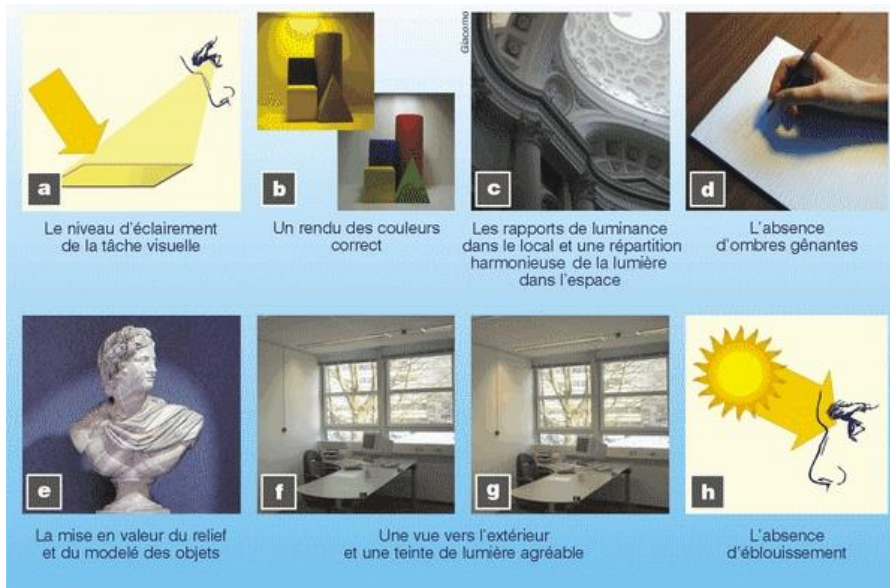 Giacomo
a
b
c
d
Le niveau d'éclairement
de la tâche visuelle
Un rendu des couleurs
correct
Les rapports de luminance
dans le local et une répartition
harmonieuse de la lumière
dans l'espace
L'absence
d'ombres gênantes
e
f
g
h
La mise en valeur du relief
et du modelé des objets
Une vue vers l'extérieur
et une teinte de lumière agréable
L'absence
d'éblouissement